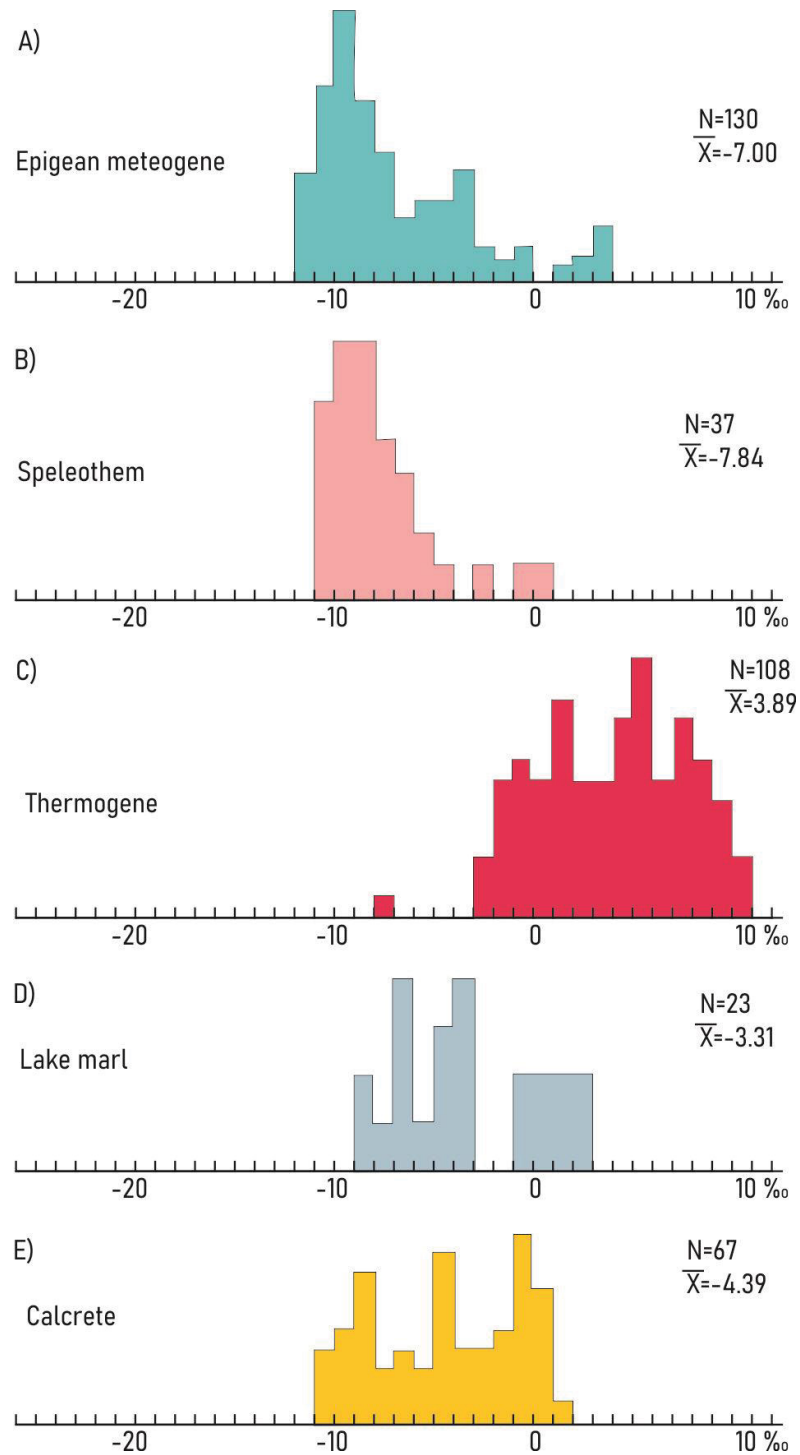 A)
Epigean meteogene
N=130
X̅=-7.00
-20 -10 0 10 ‰
B)
Speleothem
N=37
X̅=-7.84
-20 -10 0 10 ‰
C)
Thermogene
N=108
X̅=3.89
-20 -10 0 10 ‰
D)
Lake marl
N=23
X̅=-3.31
-20 -10 0 10 ‰
E)
Calcrete
N=67
X̅=-4.39
-20 -10 0 10 ‰